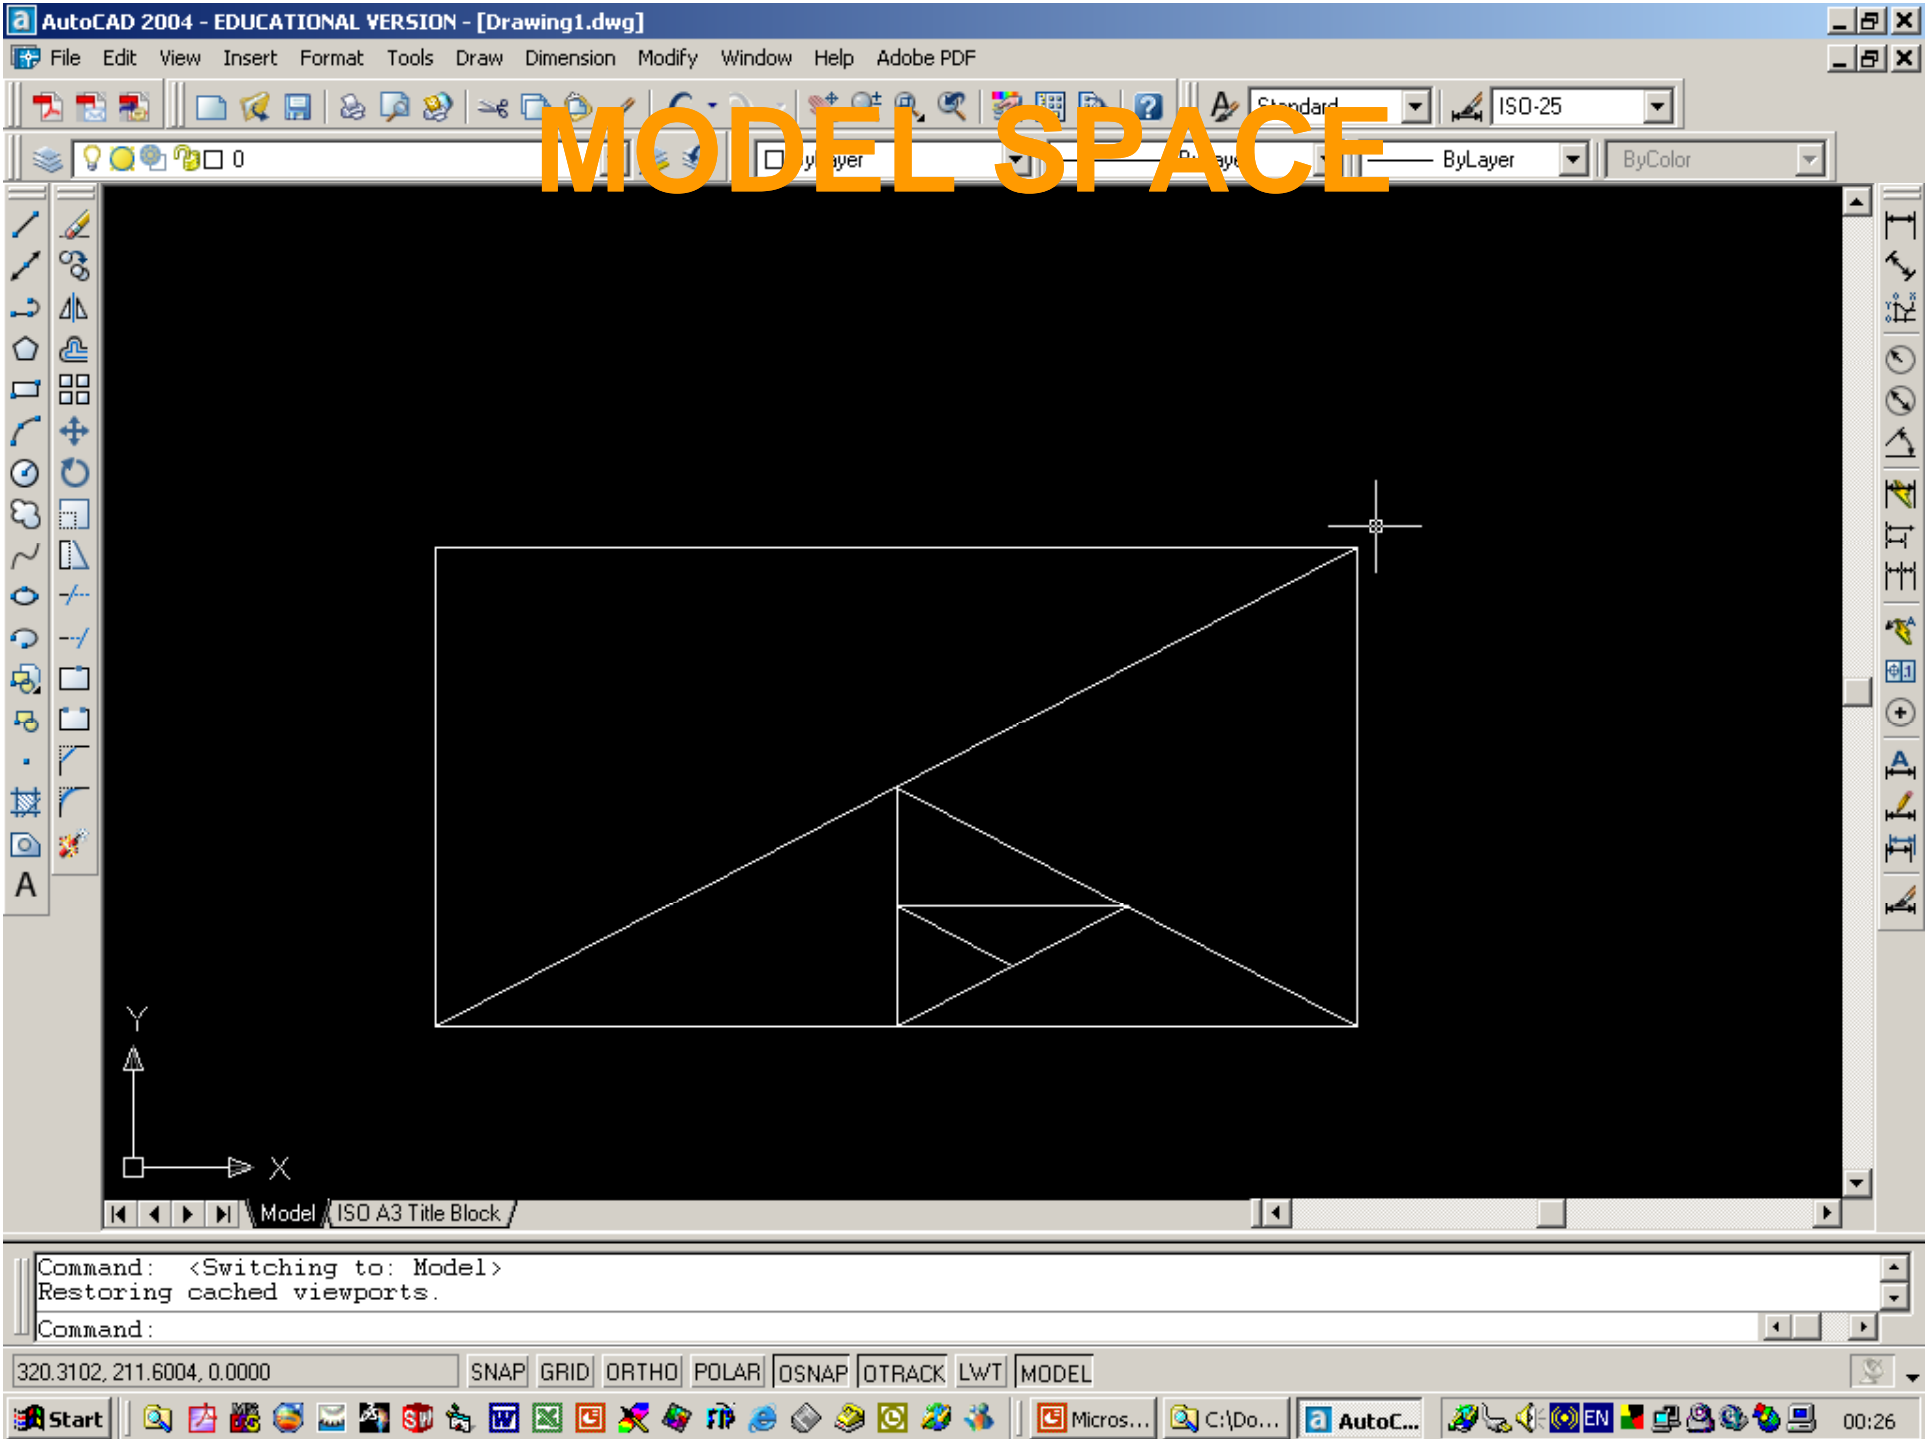 AutoCAD 2004 - EDUCATIONAL VERSION - [Drawing1.dwg]
File Edit View Insert Format Tools Draw Dimension Modify Window Help Adobe PDF
Standard ISO-25
MODEL SPACE
0 ByLayer ByLayer ByLayer ByColor
A
Y
X
Model ISO A3 Title Block
Command: <Switching to: Model>
Restoring cached viewports.
Command:
320.3102, 211.6004, 0.0000 SNAP GRID ORTHO POLAR OSNAP OTRACK LWT MODEL
Start Micros... C:\Do... AutoC... EN 00:26